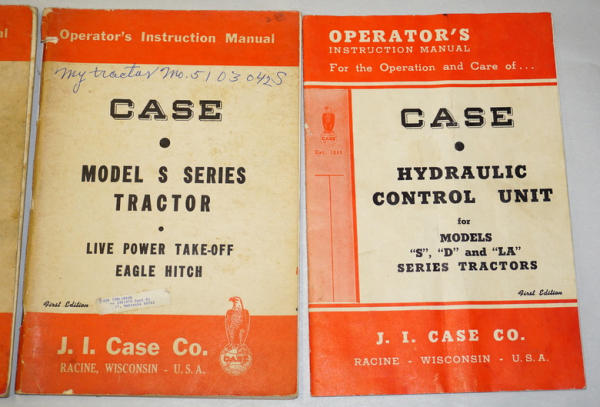 Operator's Instruction Manual
My tractor No. 5103042S
CASE
MODEL S SERIES
TRACTOR
LIVE POWER TAKE-OFF
EAGLE HITCH
First Edition
CASE
J. I. Case Co.
RACINE, WISCONSIN - U.S.A.
OPERATOR'S
INSTRUCTION MANUAL
For the Operation and Care of...
CASE
CASE
HYDRAULIC
CONTROL UNIT
for
MODELS
"S", "D" and "LA"
SERIES TRACTORS
First Edition
J. I. CASE CO.
RACINE - WISCONSIN - U.S.A.